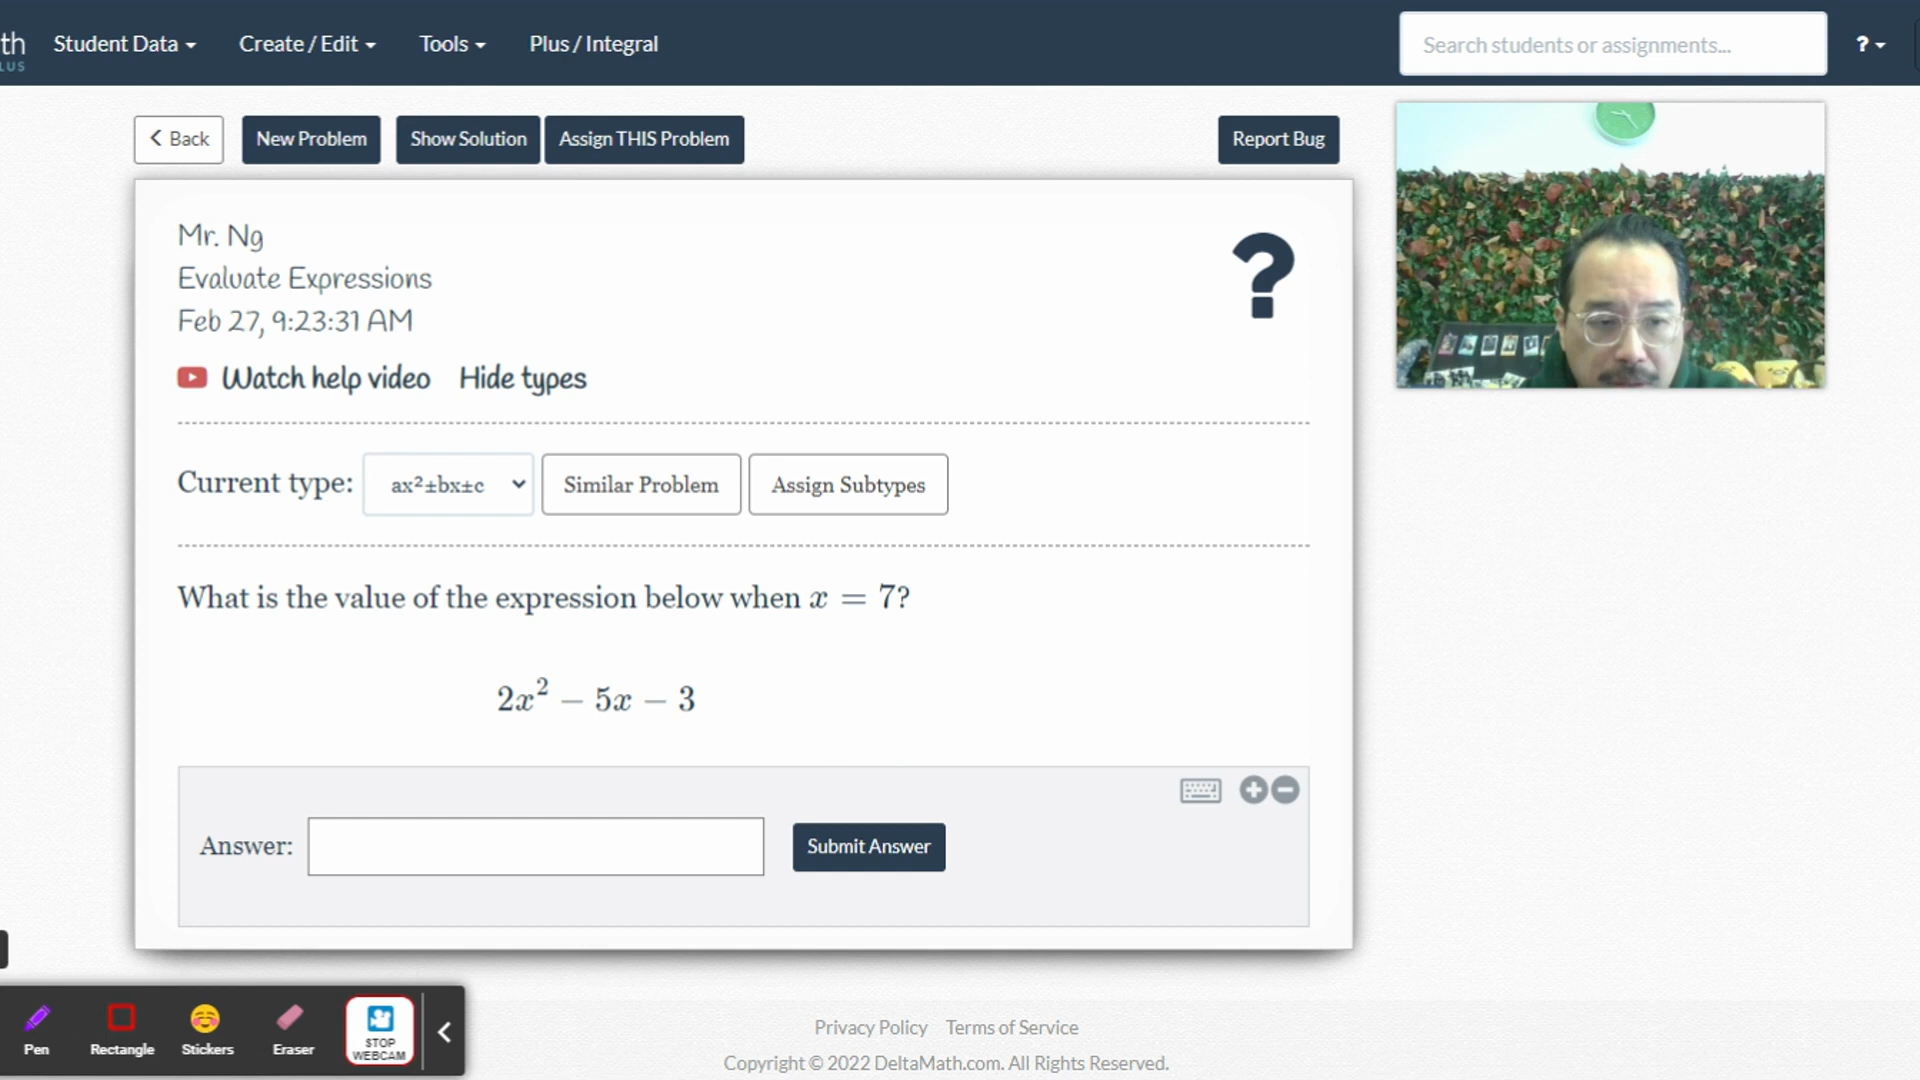 th
LUS
Student Data
Create / Edit
Tools
Plus / Integral
Search students or assignments...
?
Back
New Problem
Show Solution
Assign THIS Problem
Report Bug
Mr. Ng
Evaluate Expressions
Feb 27, 9:23:31 AM
?
Watch help video
Hide types
Current type:
ax²±bx±c
Similar Problem
Assign Subtypes
What is the value of the expression below when x = 7?
2x² − 5x − 3
Answer:
Submit Answer
Pen
Rectangle
Stickers
Eraser
STOP
WEBCAM
Privacy Policy
Terms of Service
Copyright © 2022 DeltaMath.com. All Rights Reserved.